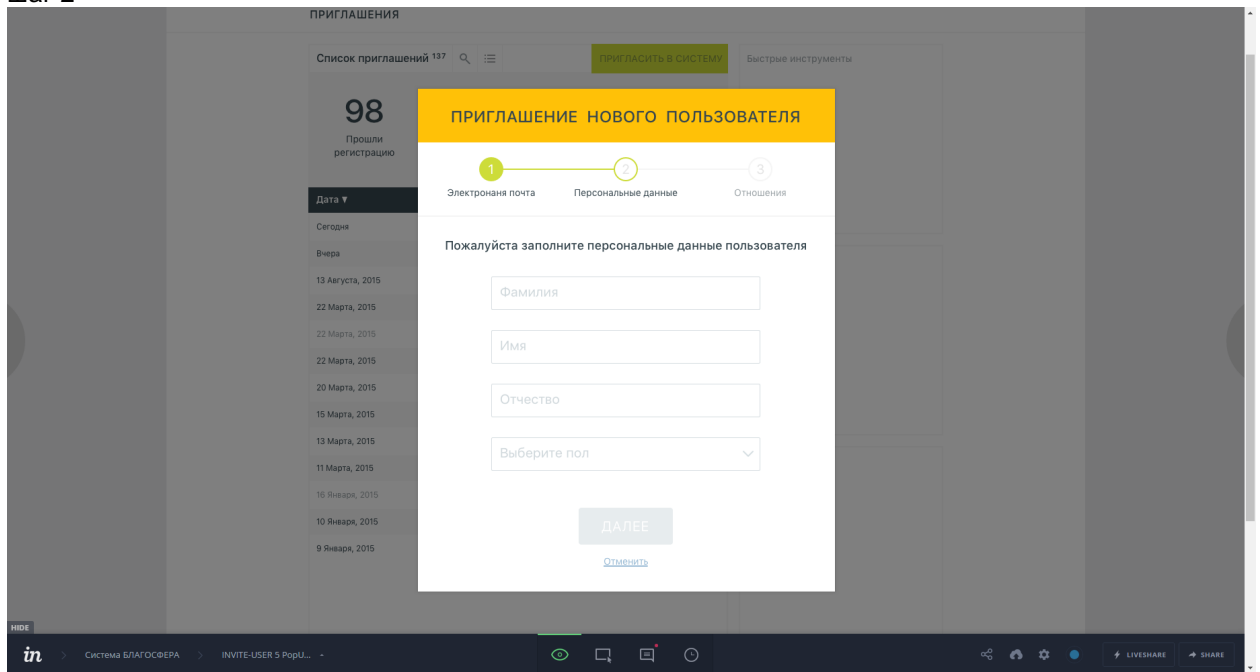 ПРИГЛАШЕНИЯ
Список приглашений 137
ПРИГЛАСИТЬ В СИСТЕМУ
Быстрые инструменты
98
Прошли
регистрацию
Дата
Сегодня
Вчера
13 Августа, 2015
22 Марта, 2015
22 Марта, 2015
22 Марта, 2015
20 Марта, 2015
15 Марта, 2015
13 Марта, 2015
11 Марта, 2015
16 Января, 2015
10 Января, 2015
9 Января, 2015
ПРИГЛАШЕНИЕ НОВОГО ПОЛЬЗОВАТЕЛЯ
1 2 3
Электронаня почта Персональные данные Отношения
Пожалуйста заполните персональные данные пользователя
Фамилия
Имя
Отчество
Выберите пол
ДАЛЕЕ
Отменить
HIDE
in
Система БЛАГОСФЕРА
INVITE-USER 5 PopU...
LIVESHARE
SHARE